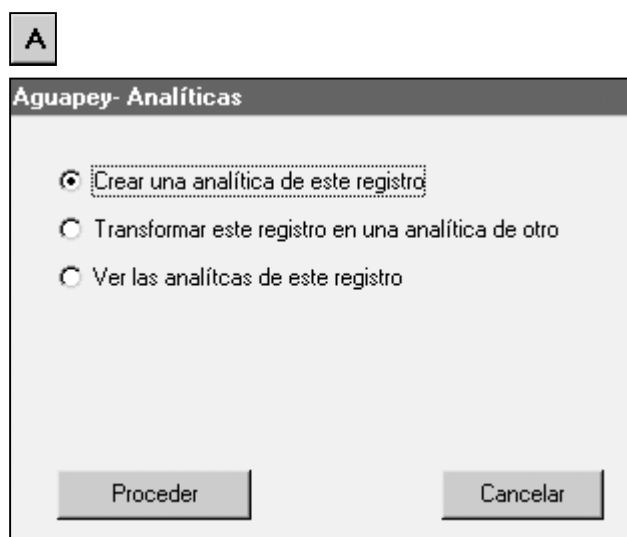 A
Aguapey- Analíticas
Crear una analítica de este registro
Transformar este registro en una analítica de otro
Ver las analítcas de este registro
Proceder Cancelar